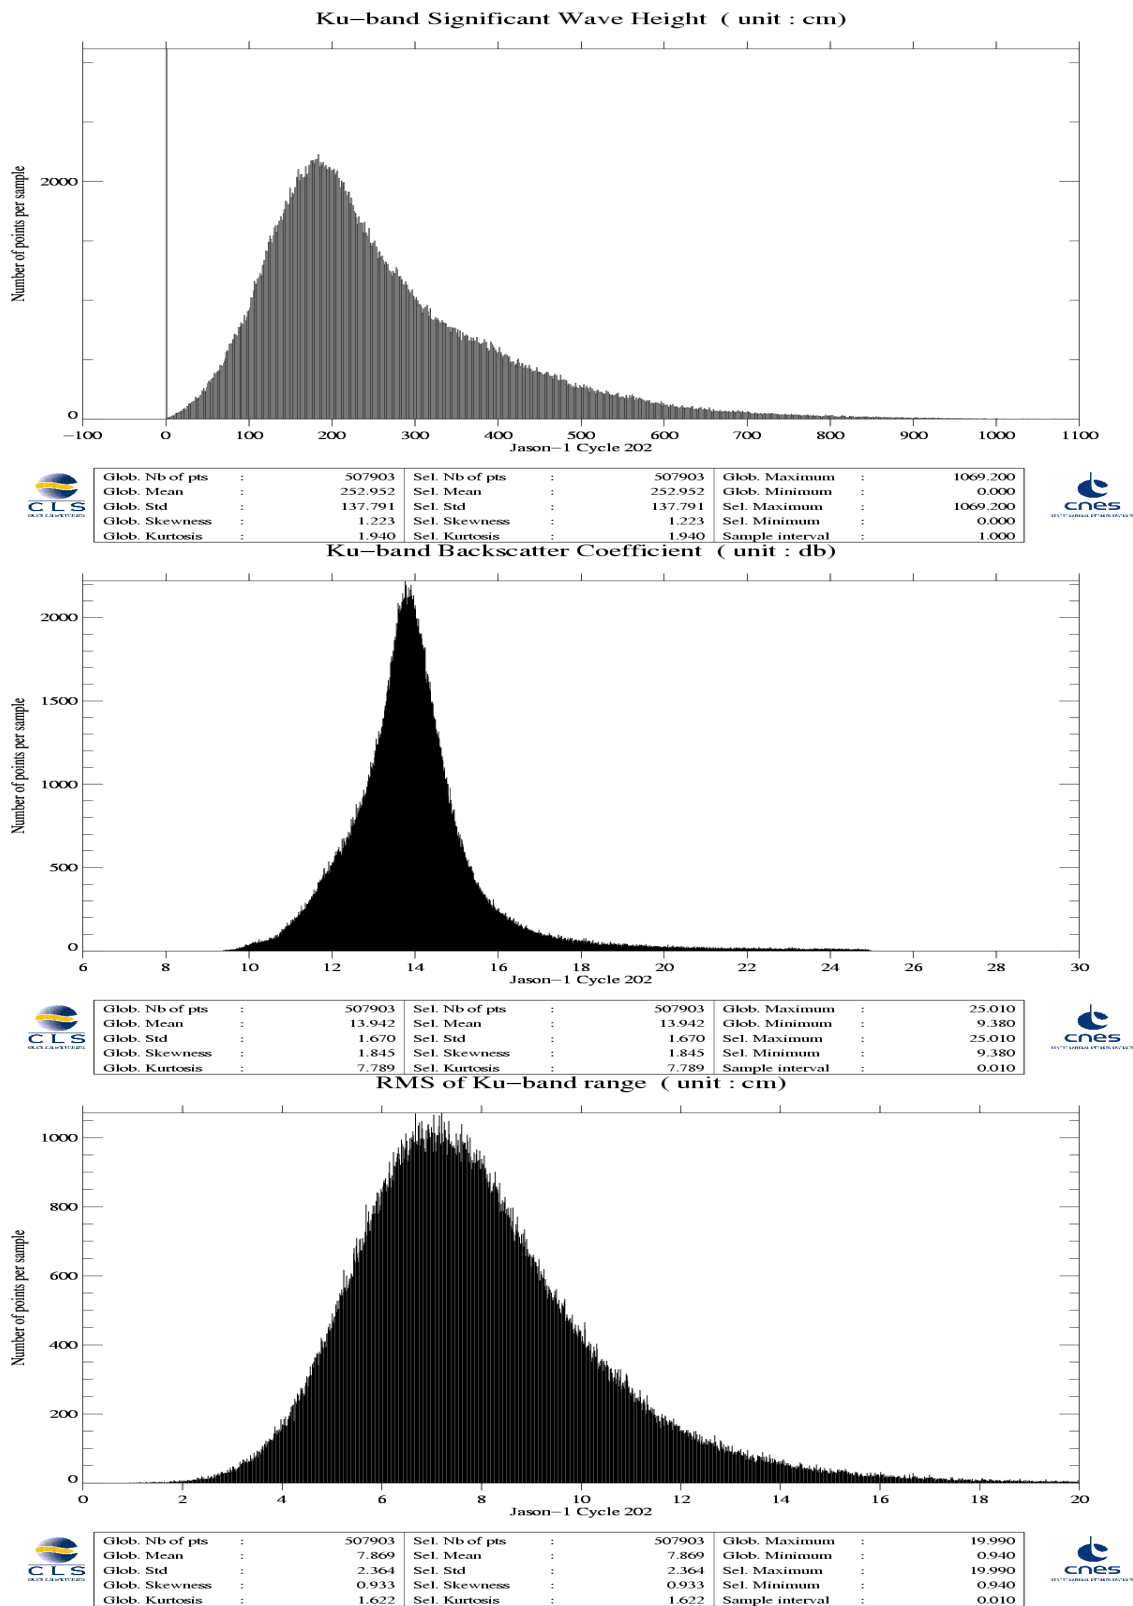 Ku-band Significant Wave Height ( unit : cm)
Number of points per sample
2000
0
-100 0 100 200 300 400 500 600 700 800 900 1000 1100
Jason-1 Cycle 202
CLS
Glob. Nb of pts : 507903 Sel. Nb of pts : 507903 Glob. Maximum : 1069.200
Glob. Mean : 252.952 Sel. Mean : 252.952 Glob. Minimum : 0.000
Glob. Std : 137.791 Sel. Std : 137.791 Sel. Maximum : 1069.200
Glob. Skewness : 1.223 Sel. Skewness : 1.223 Sel. Minimum : 0.000
Glob. Kurtosis : 1.940 Sel. Kurtosis : 1.940 Sample interval : 1.000
cnes
Ku-band Backscatter Coefficient ( unit : db)
Number of points per sample
2000
1500
1000
500
0
6 8 10 12 14 16 18 20 22 24 26 28 30
Jason-1 Cycle 202
CLS
Glob. Nb of pts : 507903 Sel. Nb of pts : 507903 Glob. Maximum : 25.010
Glob. Mean : 13.942 Sel. Mean : 13.942 Glob. Minimum : 9.380
Glob. Std : 1.670 Sel. Std : 1.670 Sel. Maximum : 25.010
Glob. Skewness : 1.845 Sel. Skewness : 1.845 Sel. Minimum : 9.380
Glob. Kurtosis : 7.789 Sel. Kurtosis : 7.789 Sample interval : 0.010
cnes
RMS of Ku-band range ( unit : cm)
Number of points per sample
1000
800
600
400
200
0
0 2 4 6 8 10 12 14 16 18 20
Jason-1 Cycle 202
CLS
Glob. Nb of pts : 507903 Sel. Nb of pts : 507903 Glob. Maximum : 19.990
Glob. Mean : 7.869 Sel. Mean : 7.869 Glob. Minimum : 0.940
Glob. Std : 2.364 Sel. Std : 2.364 Sel. Maximum : 19.990
Glob. Skewness : 0.933 Sel. Skewness : 0.933 Sel. Minimum : 0.940
Glob. Kurtosis : 1.622 Sel. Kurtosis : 1.622 Sample interval : 0.010
cnes